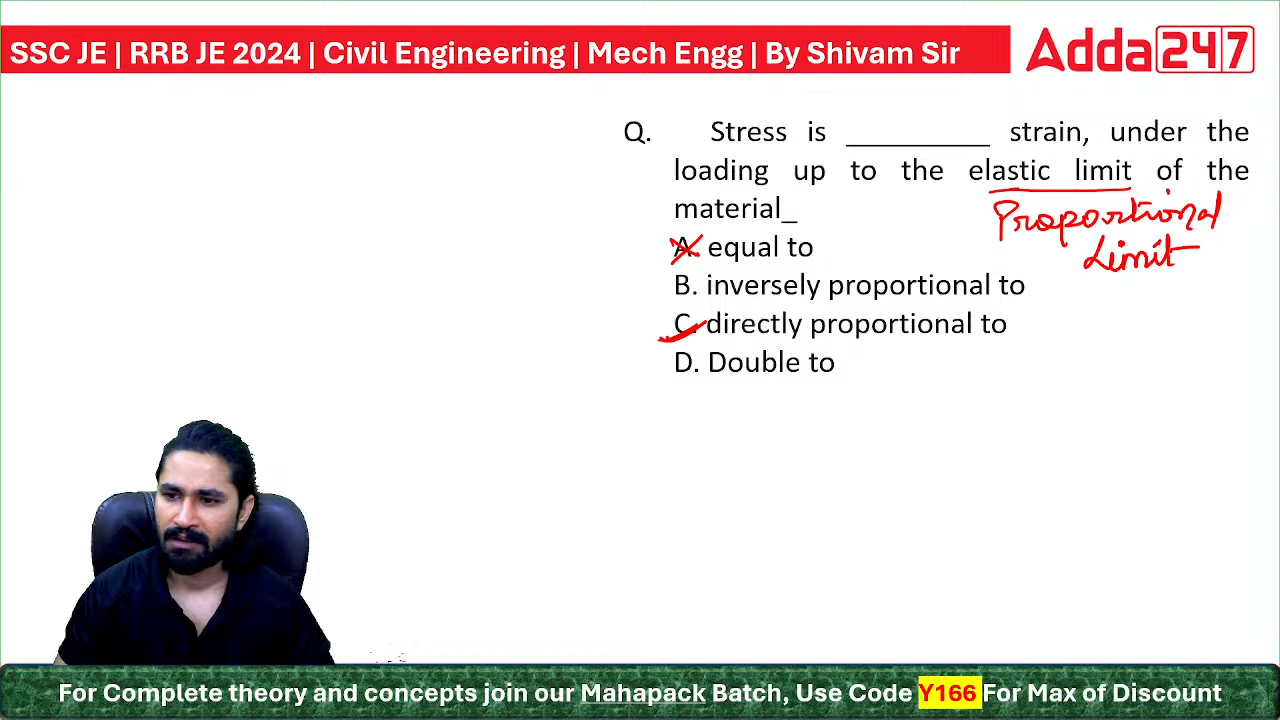 SSC JE | RRB JE 2024 | Civil Engineering | Mech Engg | By Shivam Sir
Adda247
Q. Stress is __________ strain, under the
loading up to the elastic limit of the
material_
Proportional
Limit
A. equal to
B. inversely proportional to
C. directly proportional to
D. Double to
For Complete theory and concepts join our Mahapack Batch, Use Code Y166 For Max of Discount